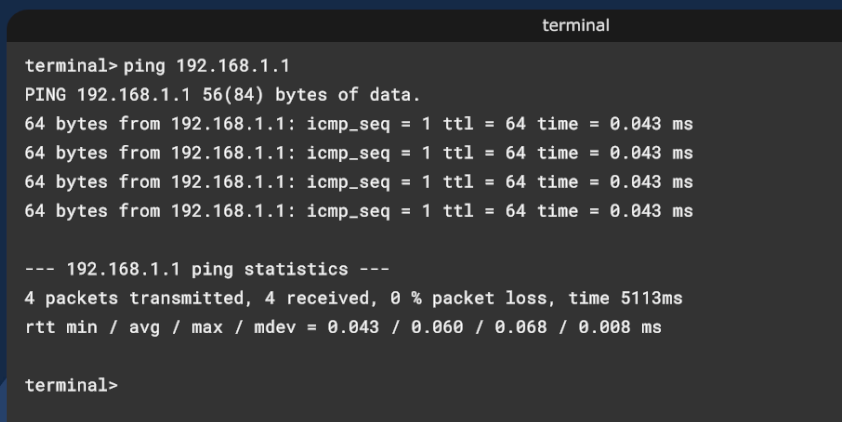 terminal
terminal> ping 192.168.1.1
PING 192.168.1.1 56(84) bytes of data.
64 bytes from 192.168.1.1: icmp_seq = 1 ttl = 64 time = 0.043 ms
64 bytes from 192.168.1.1: icmp_seq = 1 ttl = 64 time = 0.043 ms
64 bytes from 192.168.1.1: icmp_seq = 1 ttl = 64 time = 0.043 ms
64 bytes from 192.168.1.1: icmp_seq = 1 ttl = 64 time = 0.043 ms
--- 192.168.1.1 ping statistics ---
4 packets transmitted, 4 received, 0 % packet loss, time 5113ms
rtt min / avg / max / mdev = 0.043 / 0.060 / 0.068 / 0.008 ms
terminal>